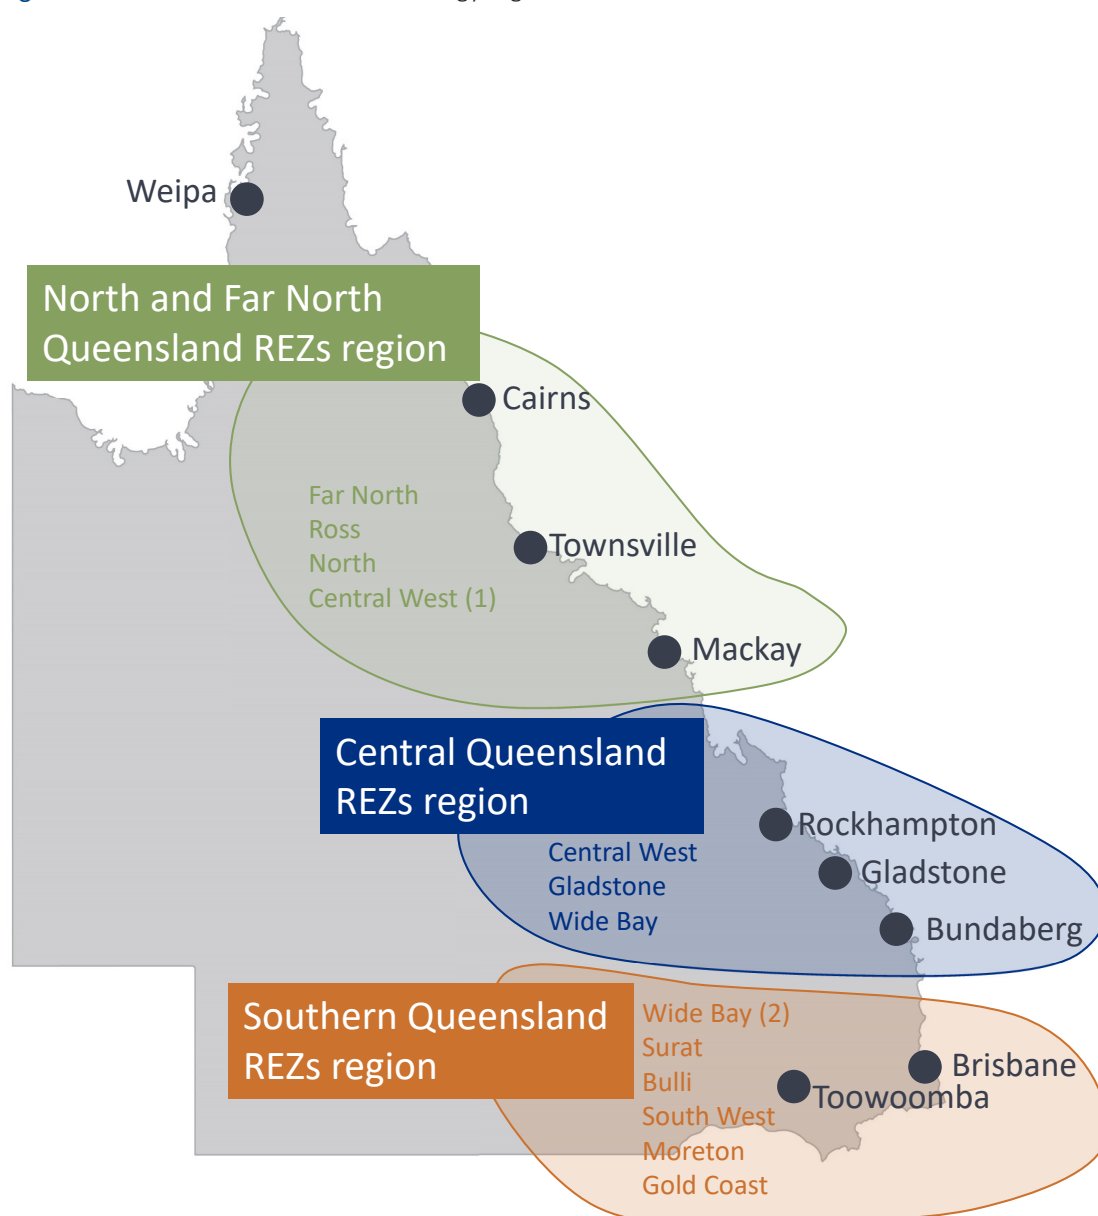 Weipa
North and Far North
Queensland REZs region
Cairns
Far North
Ross
North
Central West (1)
Townsville
Mackay
Central Queensland
REZs region
Rockhampton
Central West
Gladstone
Wide Bay
Gladstone
Bundaberg
Southern Queensland
REZs region
Wide Bay (2)
Surat
Bulli
South West
Moreton
Gold Coast
Brisbane
Toowoomba